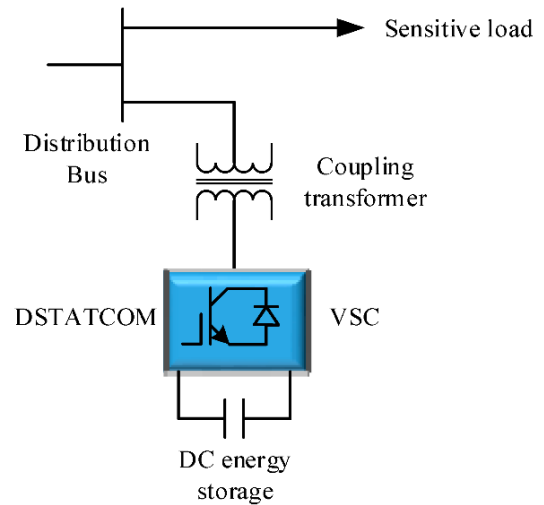 Sensitive load
Distribution
Bus
Coupling
transformer
DSTATCOM
VSC
DC energy
storage